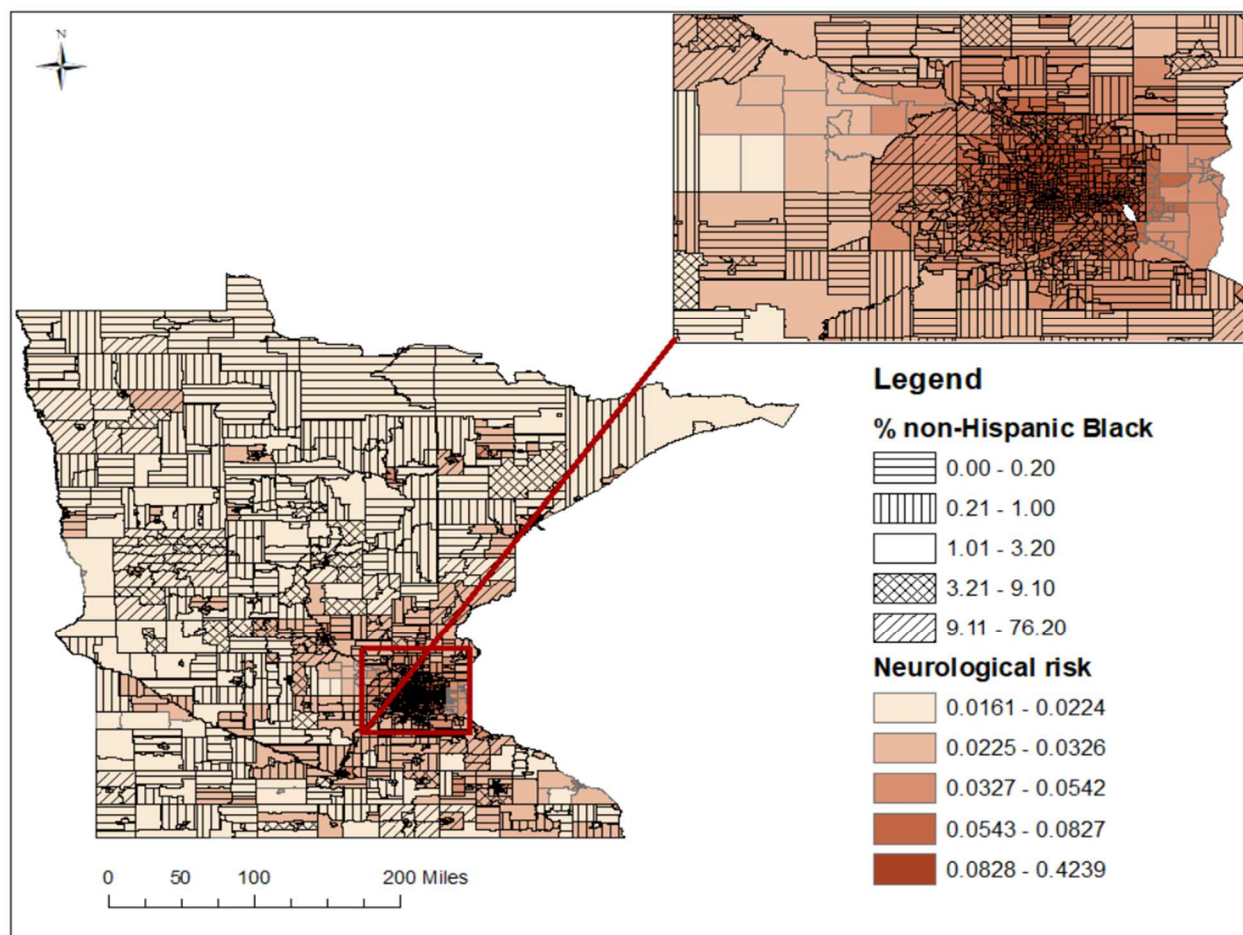 N
Legend
% non-Hispanic Black
0.00 - 0.20
0.21 - 1.00
1.01 - 3.20
3.21 - 9.10
9.11 - 76.20
Neurological risk
0.0161 - 0.0224
0.0225 - 0.0326
0.0327 - 0.0542
0.0543 - 0.0827
0.0828 - 0.4239
0 50 100 200 Miles